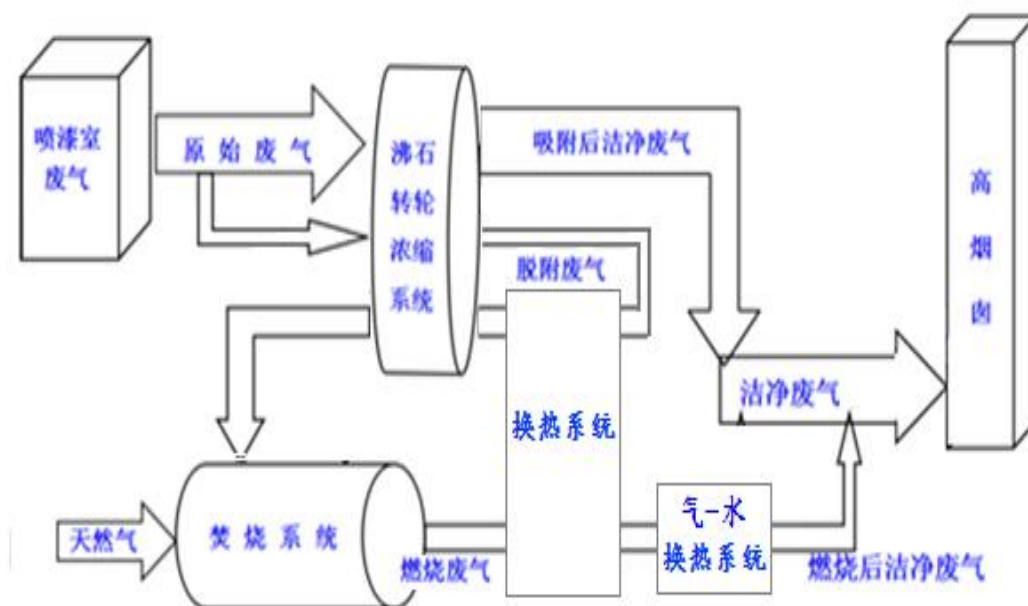 喷漆室
废气
原始废气
沸石
转轮
浓缩
系统
吸附后洁净废气
脱附废气
高
烟
囱
洁净废气
换热系统
气-水
换热系统
天然气
焚烧系统
燃烧废气
燃烧后洁净废气